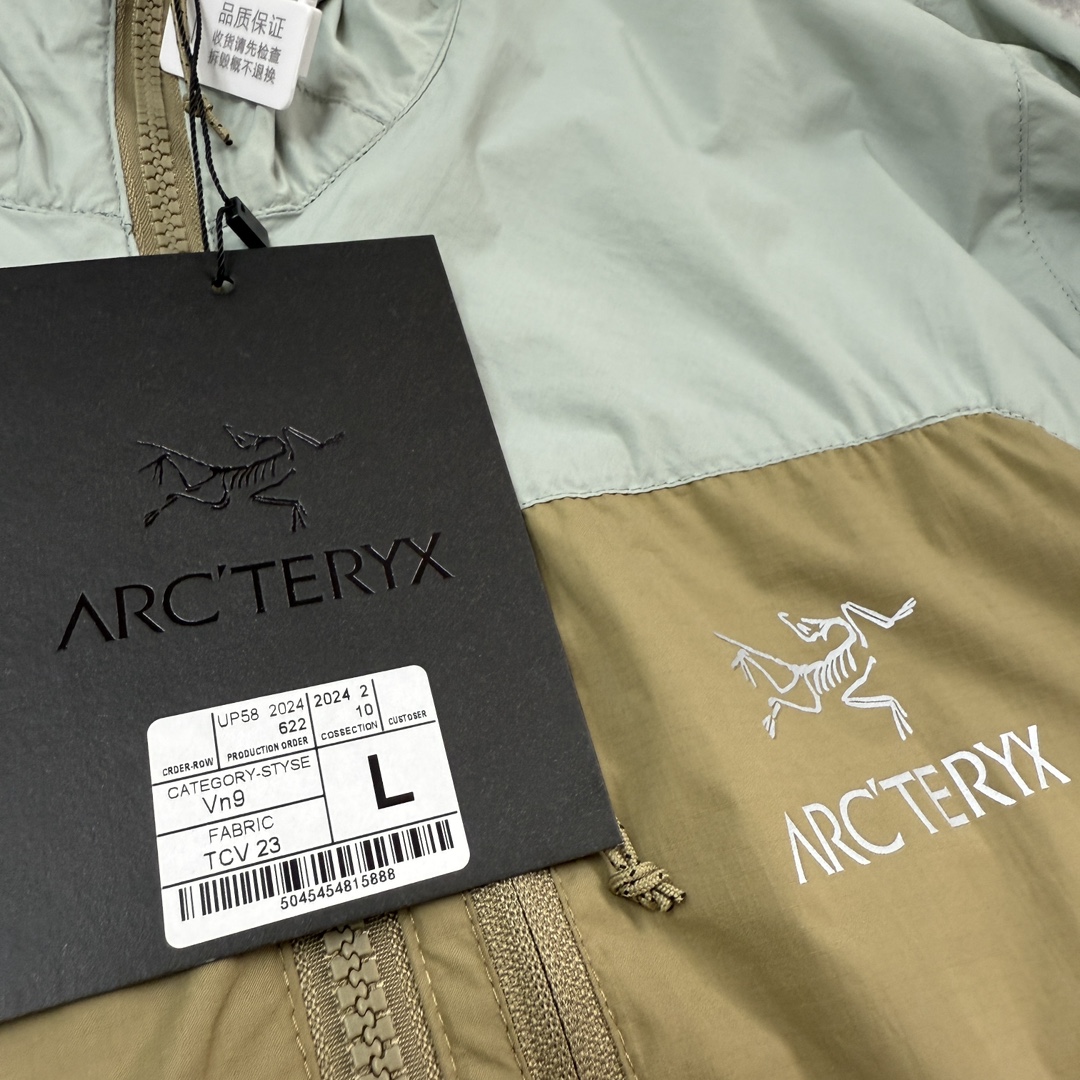 品质保证
收货请先检查
拆毁概不退换
ARC'TERYX
UP58 2024
622
2024 2
10
CRDER-ROW
PRODUCTION ORDER
COSSECTION
CUSTOSER
CATEGORY-STYSE
Vn9
L
FABRIC
TCV 23
5045454815888
ARC'TERYX